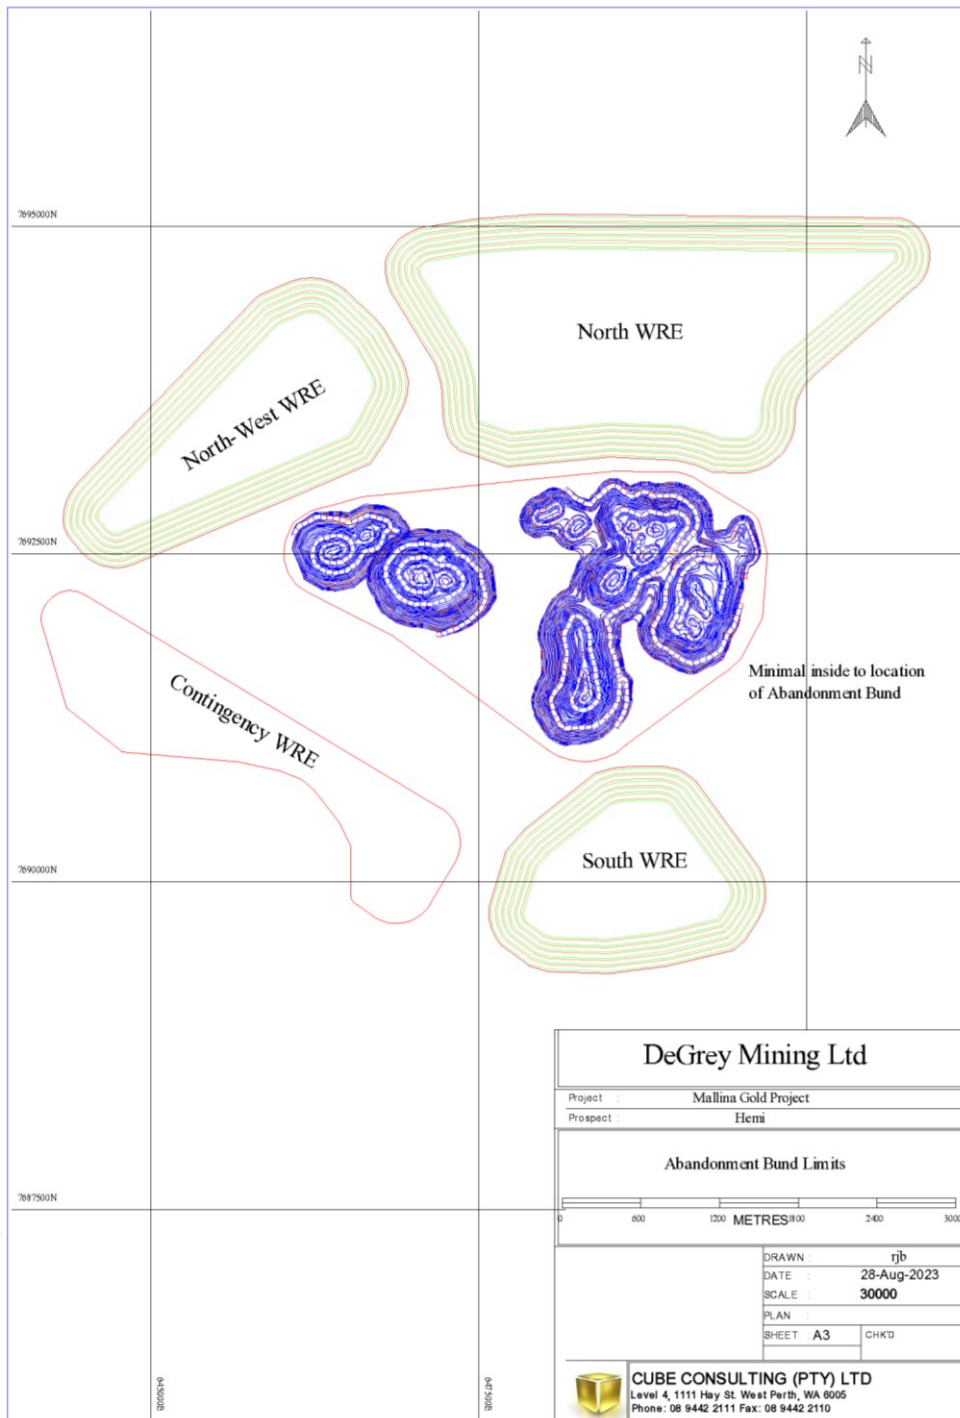 N
7695000N
North WRE
North-West WRE
7692500N
Minimal inside to location
of Abandonment Bund
Contingency WRE
South WRE
7690000N
DeGrey Mining Ltd
Project : Mallina Gold Project
Prospect : Hemi
Abandonment Bund Limits
7687500N
0 600 1200 METRES 1800 2400 3000
DRAWN : rjb
DATE : 28-Aug-2023
SCALE : 30000
PLAN :
SHEET : A3 CHK'D
CUBE CONSULTING (PTY) LTD
Level 4, 1111 Hay St. West Perth, WA 6005
Phone: 08 9442 2111 Fax: 08 9442 2110